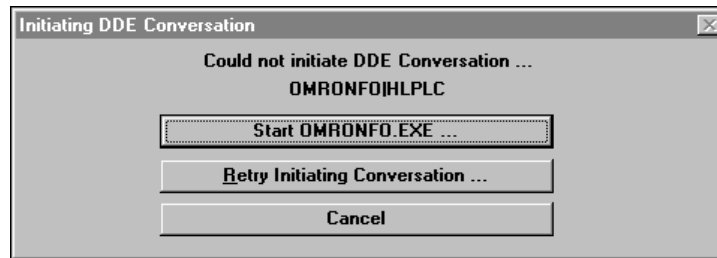 Initiating DDE Conversation
Could not initiate DDE Conversation ...
OMRONFO|HLPLC
Start OMRONFO.EXE ...
Retry Initiating Conversation ...
Cancel